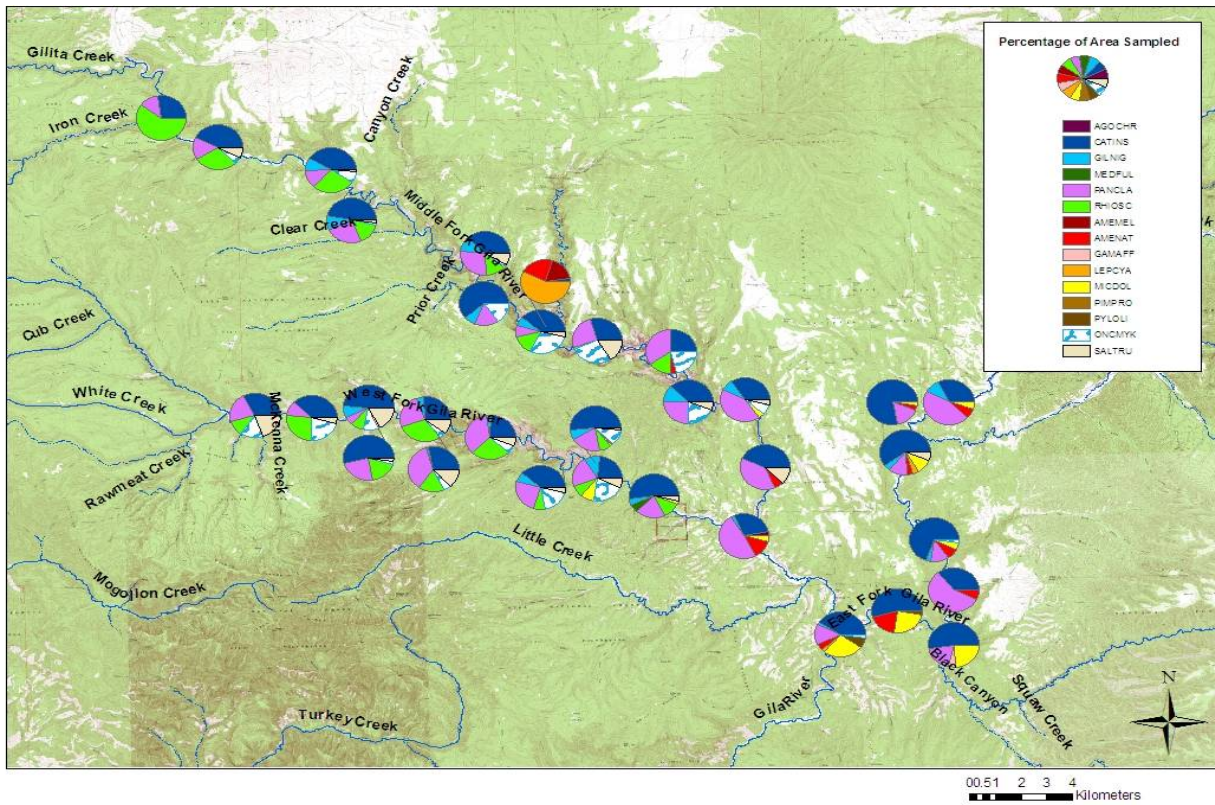 Percentage of Area Sampled
AGOCHR
CATINS
GILNIG
MEDFUL
PANCLA
RHIOSC
AMEMEL
AMENAT
GAMAFF
LEPCYA
MICDOL
PIMPRO
PYLOLI
ONCMYK
SALTRU
Gilita Creek
Iron Creek
Canyon Creek
Middle Fork Gila River
Clear Creek
Prior Creek
Cub Creek
White Creek
McKenna Creek
West Fork Gila River
Rawmeat Creek
Little Creek
Mogollon Creek
East Fork Gila River
Black Canyon
Squaw Creek
Gila River
Turkey Creek
N
0 0.5 1 2 3 4
Kilometers